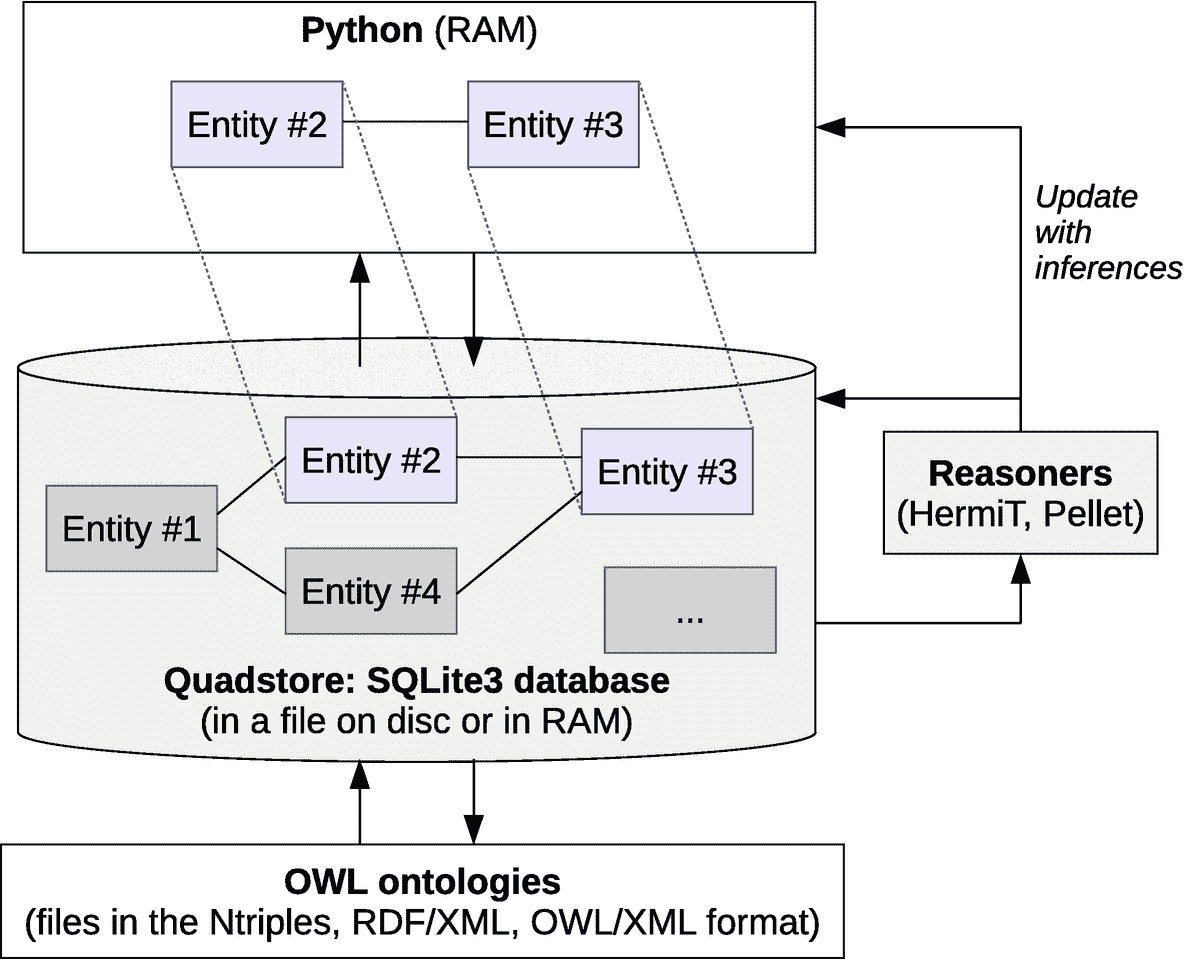 Python (RAM)
Entity #2
Entity #3
Update
with
inferences
Entity #2
Entity #3
Entity #1
Entity #4
...
Reasoners
(HermiT, Pellet)
Quadstore: SQLite3 database
(in a file on disc or in RAM)
OWL ontologies
(files in the Ntriples, RDF/XML, OWL/XML format)